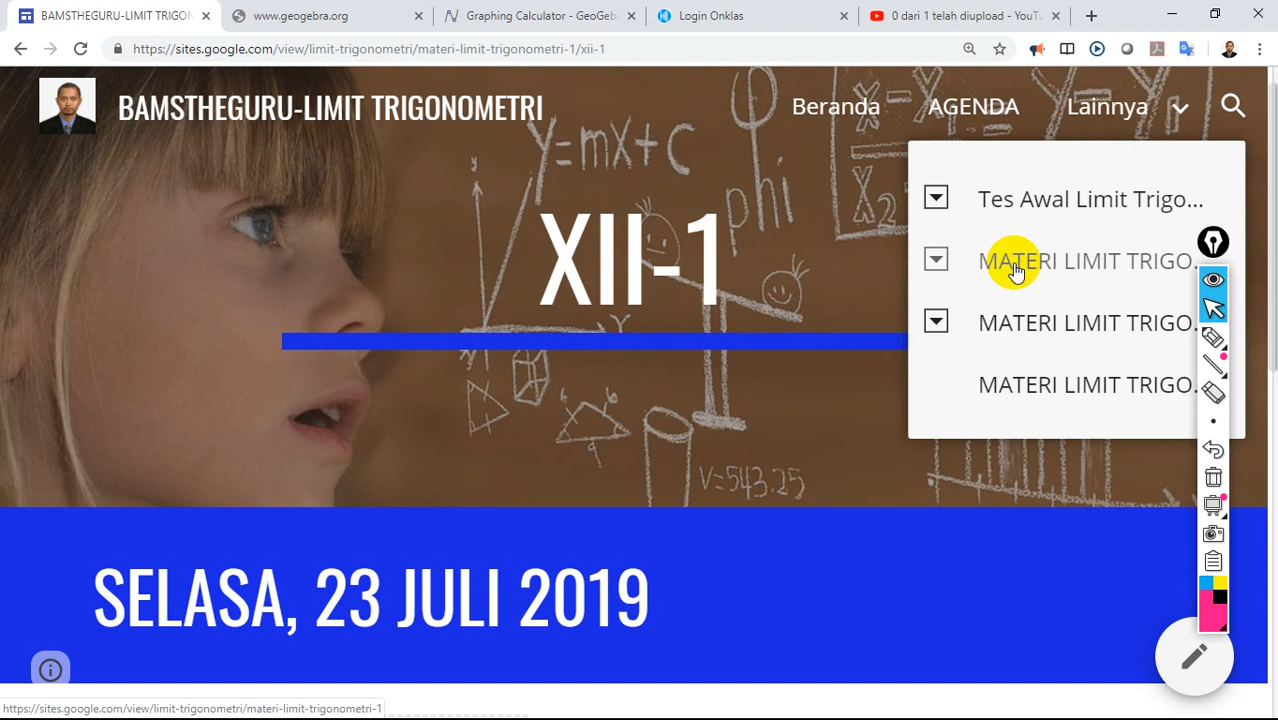 BAMSTHEGURU-LIMIT TRIGON
www.geogebra.org
Graphing Calculator - GeoGeb
Login Onklas
0 dari 1 telah diupload - YouTu
https://sites.google.com/view/limit-trigonometri/materi-limit-trigonometri-1/xii-1
BAMSTHEGURU-LIMIT TRIGONOMETRI
Beranda
AGENDA
Lainnya
Y=mX+C
phi
X-X
Y-Y
X2
Tes Awal Limit Trigo...
MATERI LIMIT TRIGO.
MATERI LIMIT TRIGO.
MATERI LIMIT TRIGO.
XII-1
V=543.25
SELASA, 23 JULI 2019
https://sites.google.com/view/limit-trigonometri/materi-limit-trigonometri-1